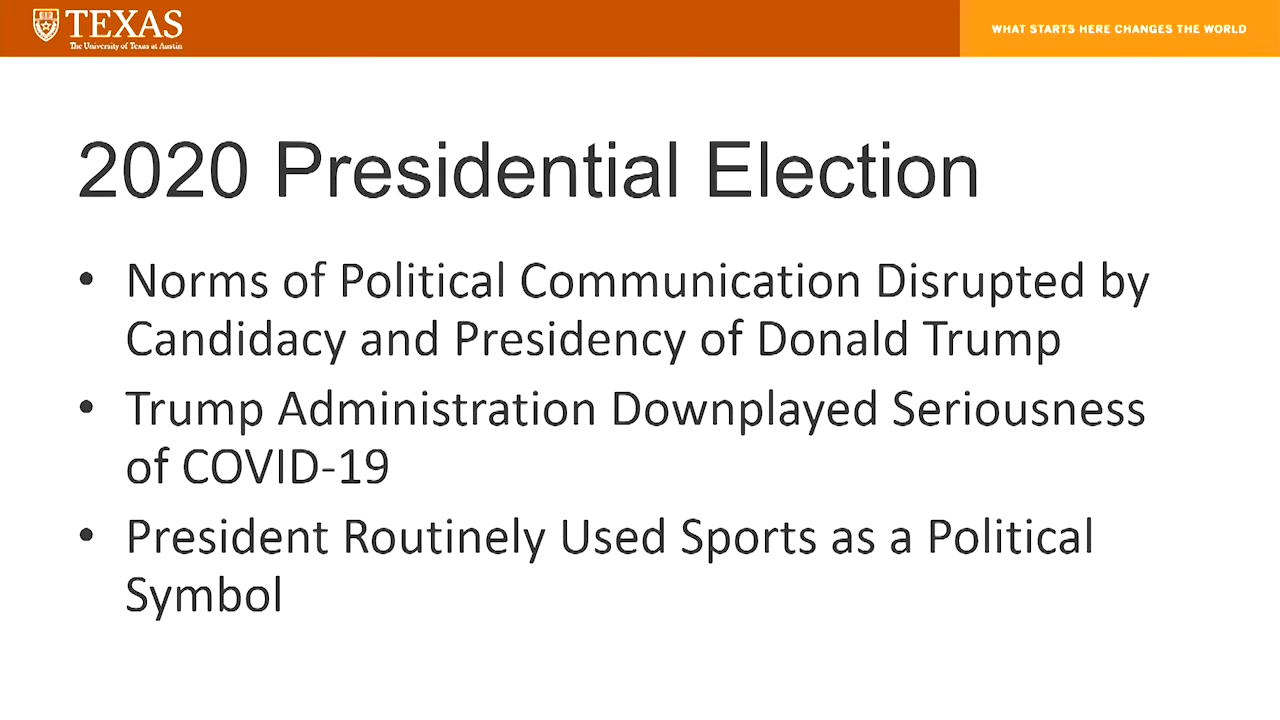 TEXAS
The University of Texas at Austin
WHAT STARTS HERE CHANGES THE WORLD
2020 Presidential Election
• Norms of Political Communication Disrupted by
Candidacy and Presidency of Donald Trump
• Trump Administration Downplayed Seriousness
of COVID-19
• President Routinely Used Sports as a Political
Symbol